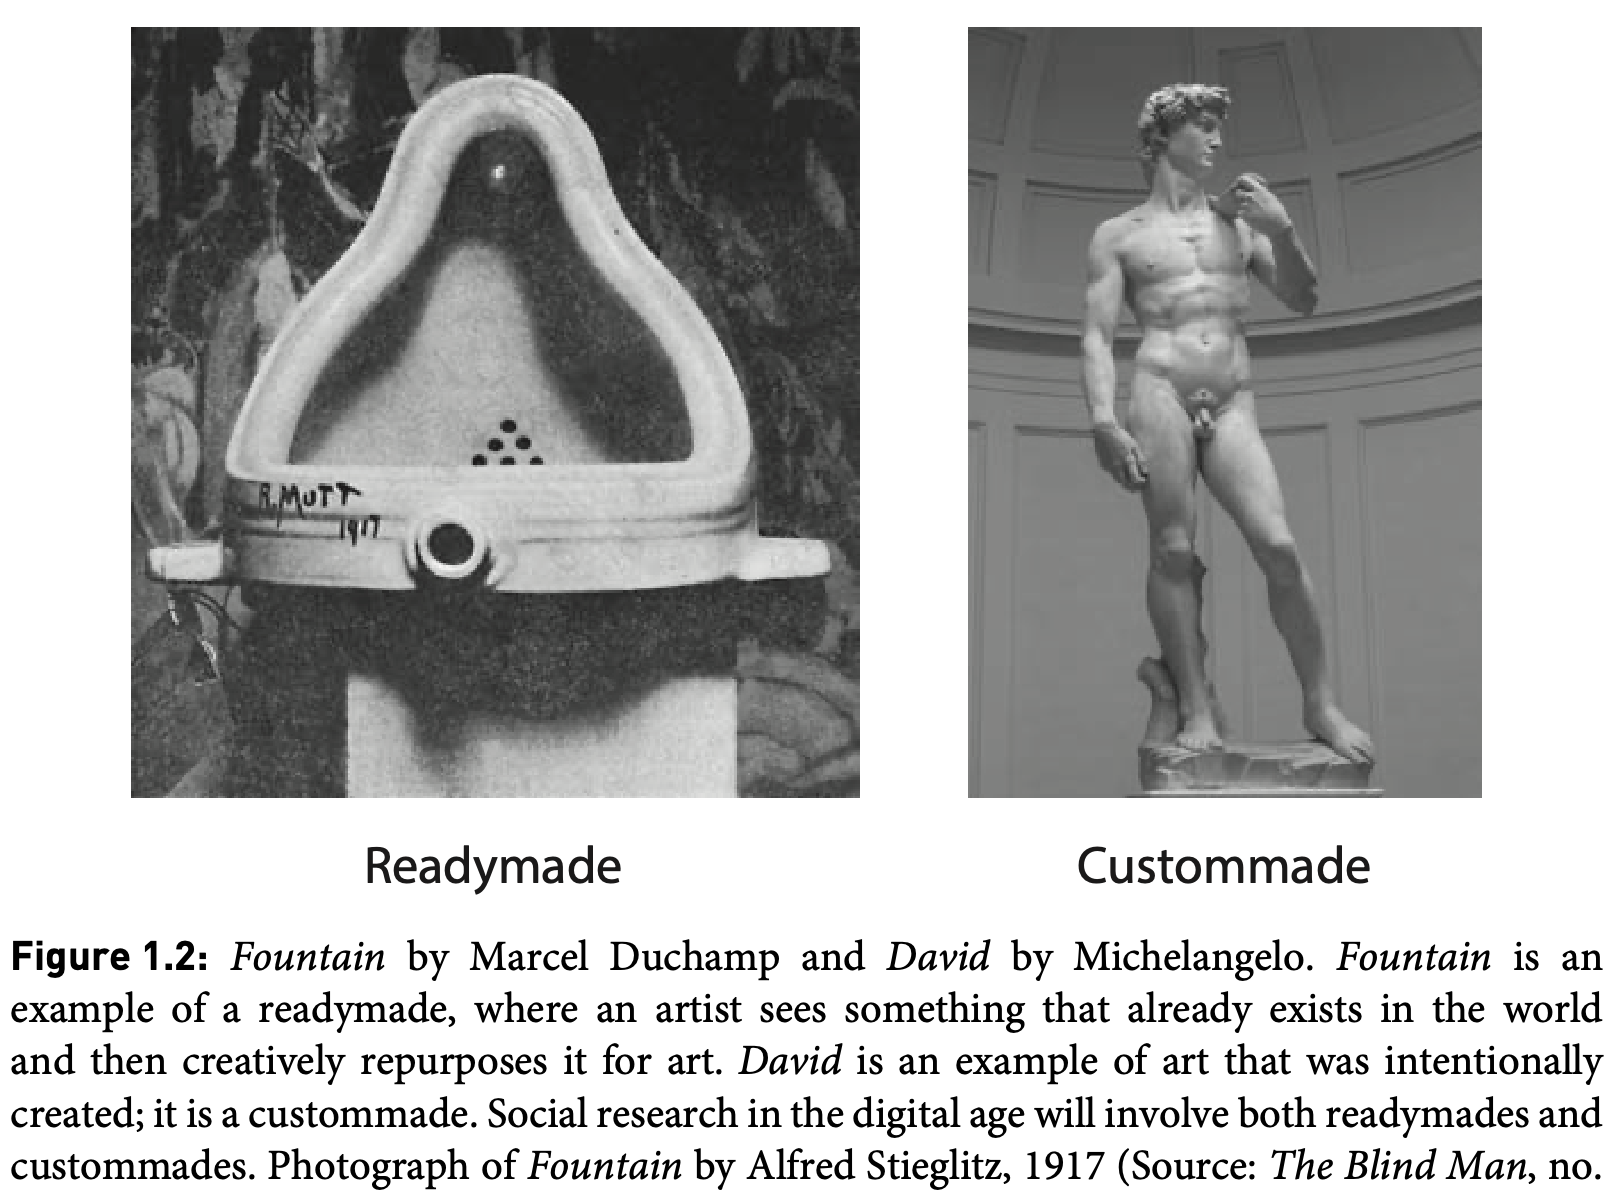 R. MUTT
1917
Readymade
Custommade
Figure 1.2: Fountain by Marcel Duchamp and David by Michelangelo. Fountain is an
example of a readymade, where an artist sees something that already exists in the world
and then creatively repurposes it for art. David is an example of art that was intentionally
created; it is a custommade. Social research in the digital age will involve both readymades and
custommades. Photograph of Fountain by Alfred Stieglitz, 1917 (Source: The Blind Man, no.